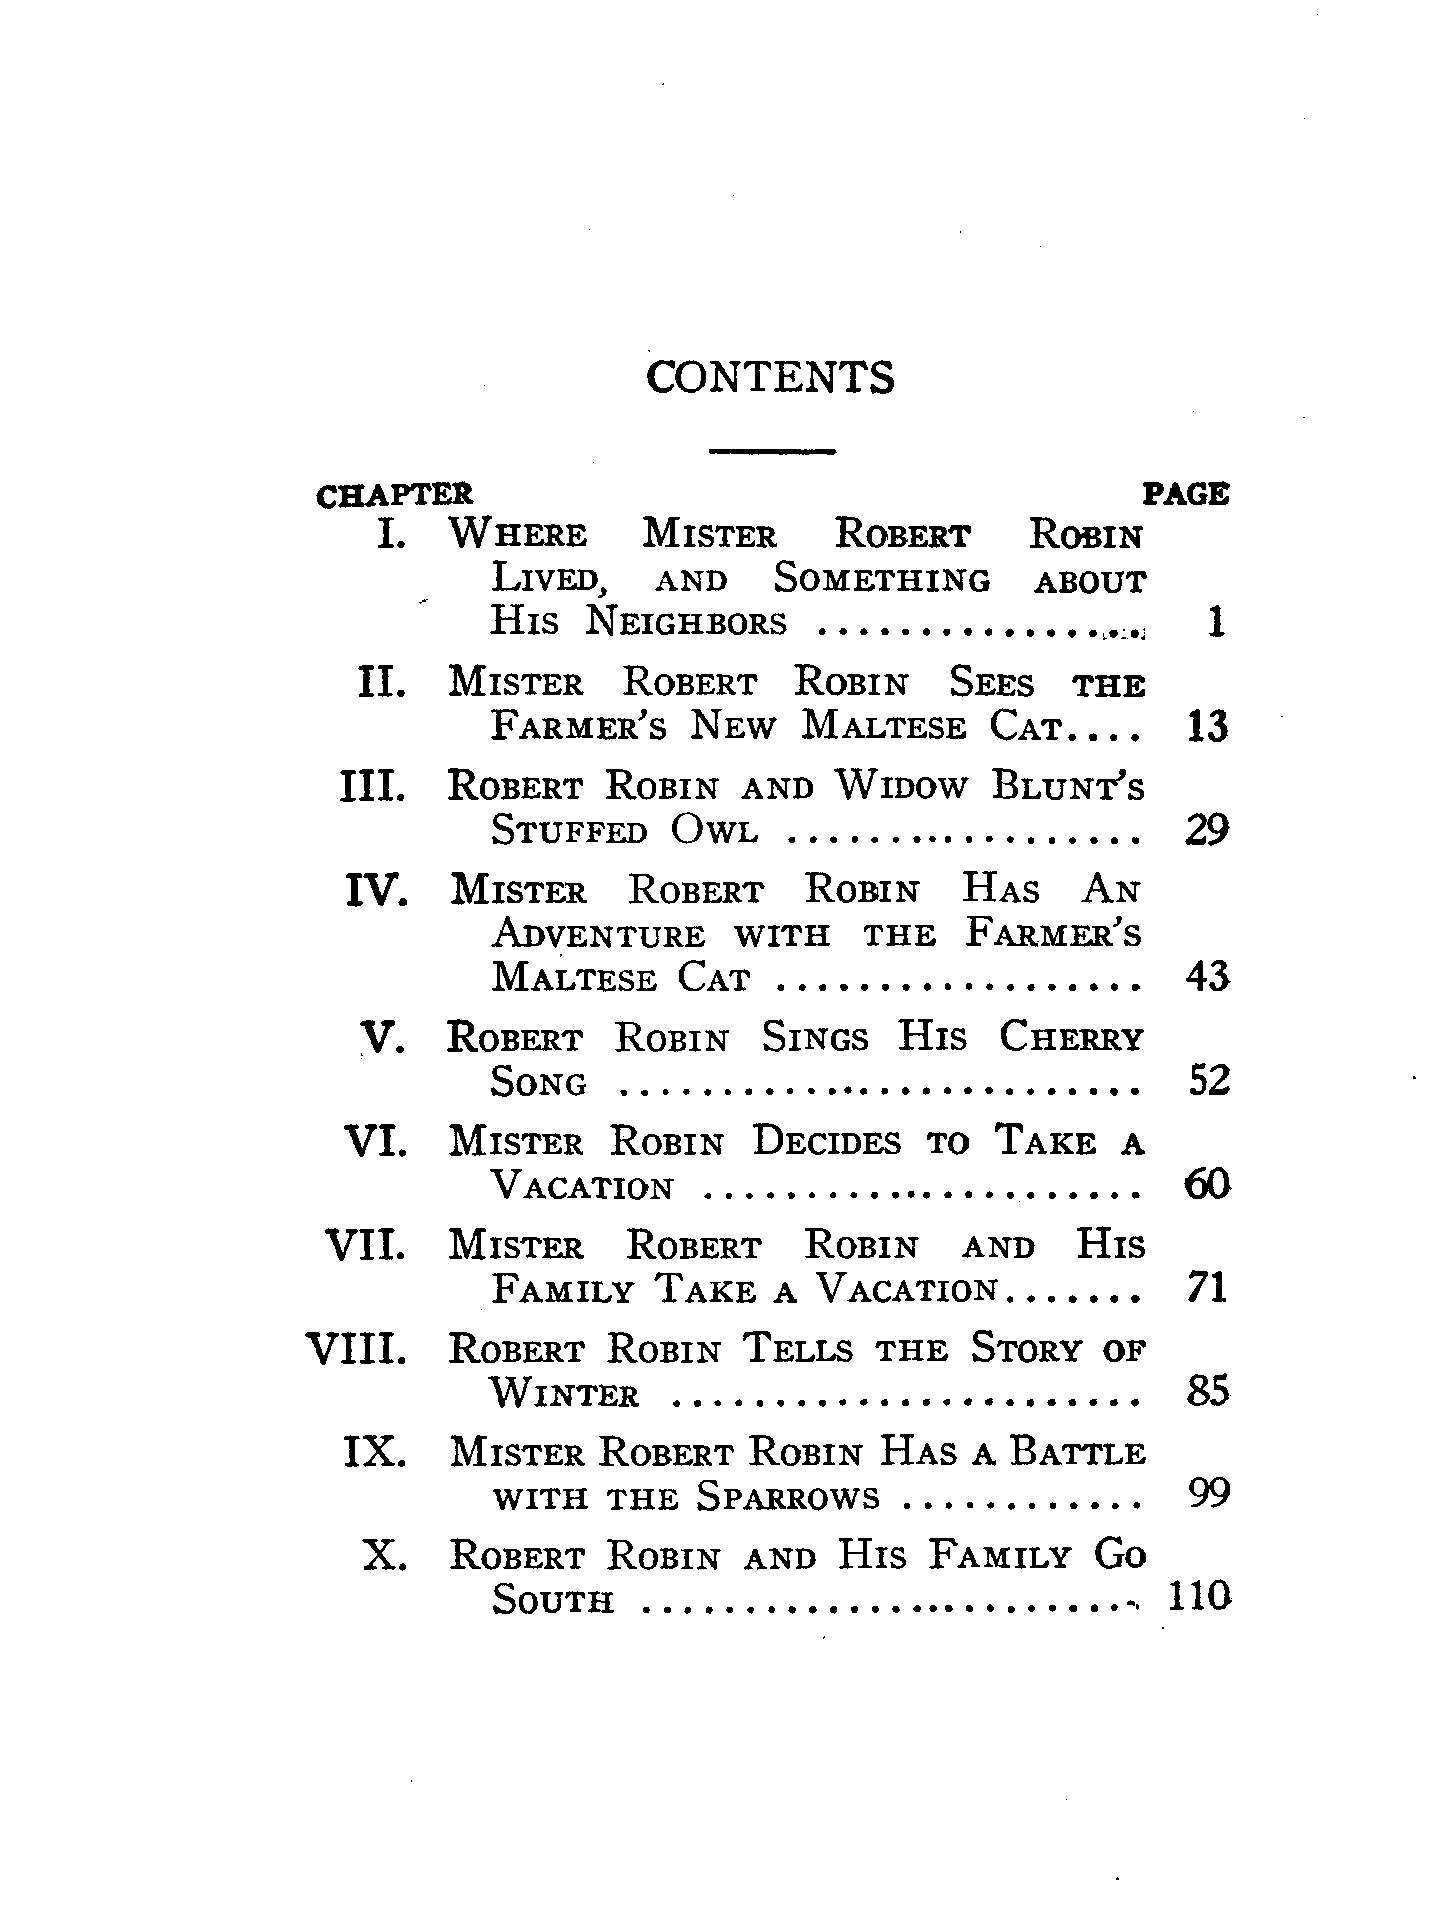 CONTENTS
CHAPTER PAGE
I. Where Mister Robert Robin
Lived, and Something about
His Neighbors .................. 1
II. Mister Robert Robin Sees the
Farmer's New Maltese Cat.... 13
III. Robert Robin and Widow Blunt's
Stuffed Owl .................. 29
IV. Mister Robert Robin Has An
Adventure with the Farmer's
Maltese Cat .................. 43
V. Robert Robin Sings His Cherry
Song .......................... 52
VI. Mister Robin Decides to Take a
Vacation ...................... 60
VII. Mister Robert Robin and His
Family Take a Vacation....... 71
VIII. Robert Robin Tells the Story of
Winter ....................... 85
IX. Mister Robert Robin Has a Battle
with the Sparrows ............ 99
X. Robert Robin and His Family Go
South ......................... 110